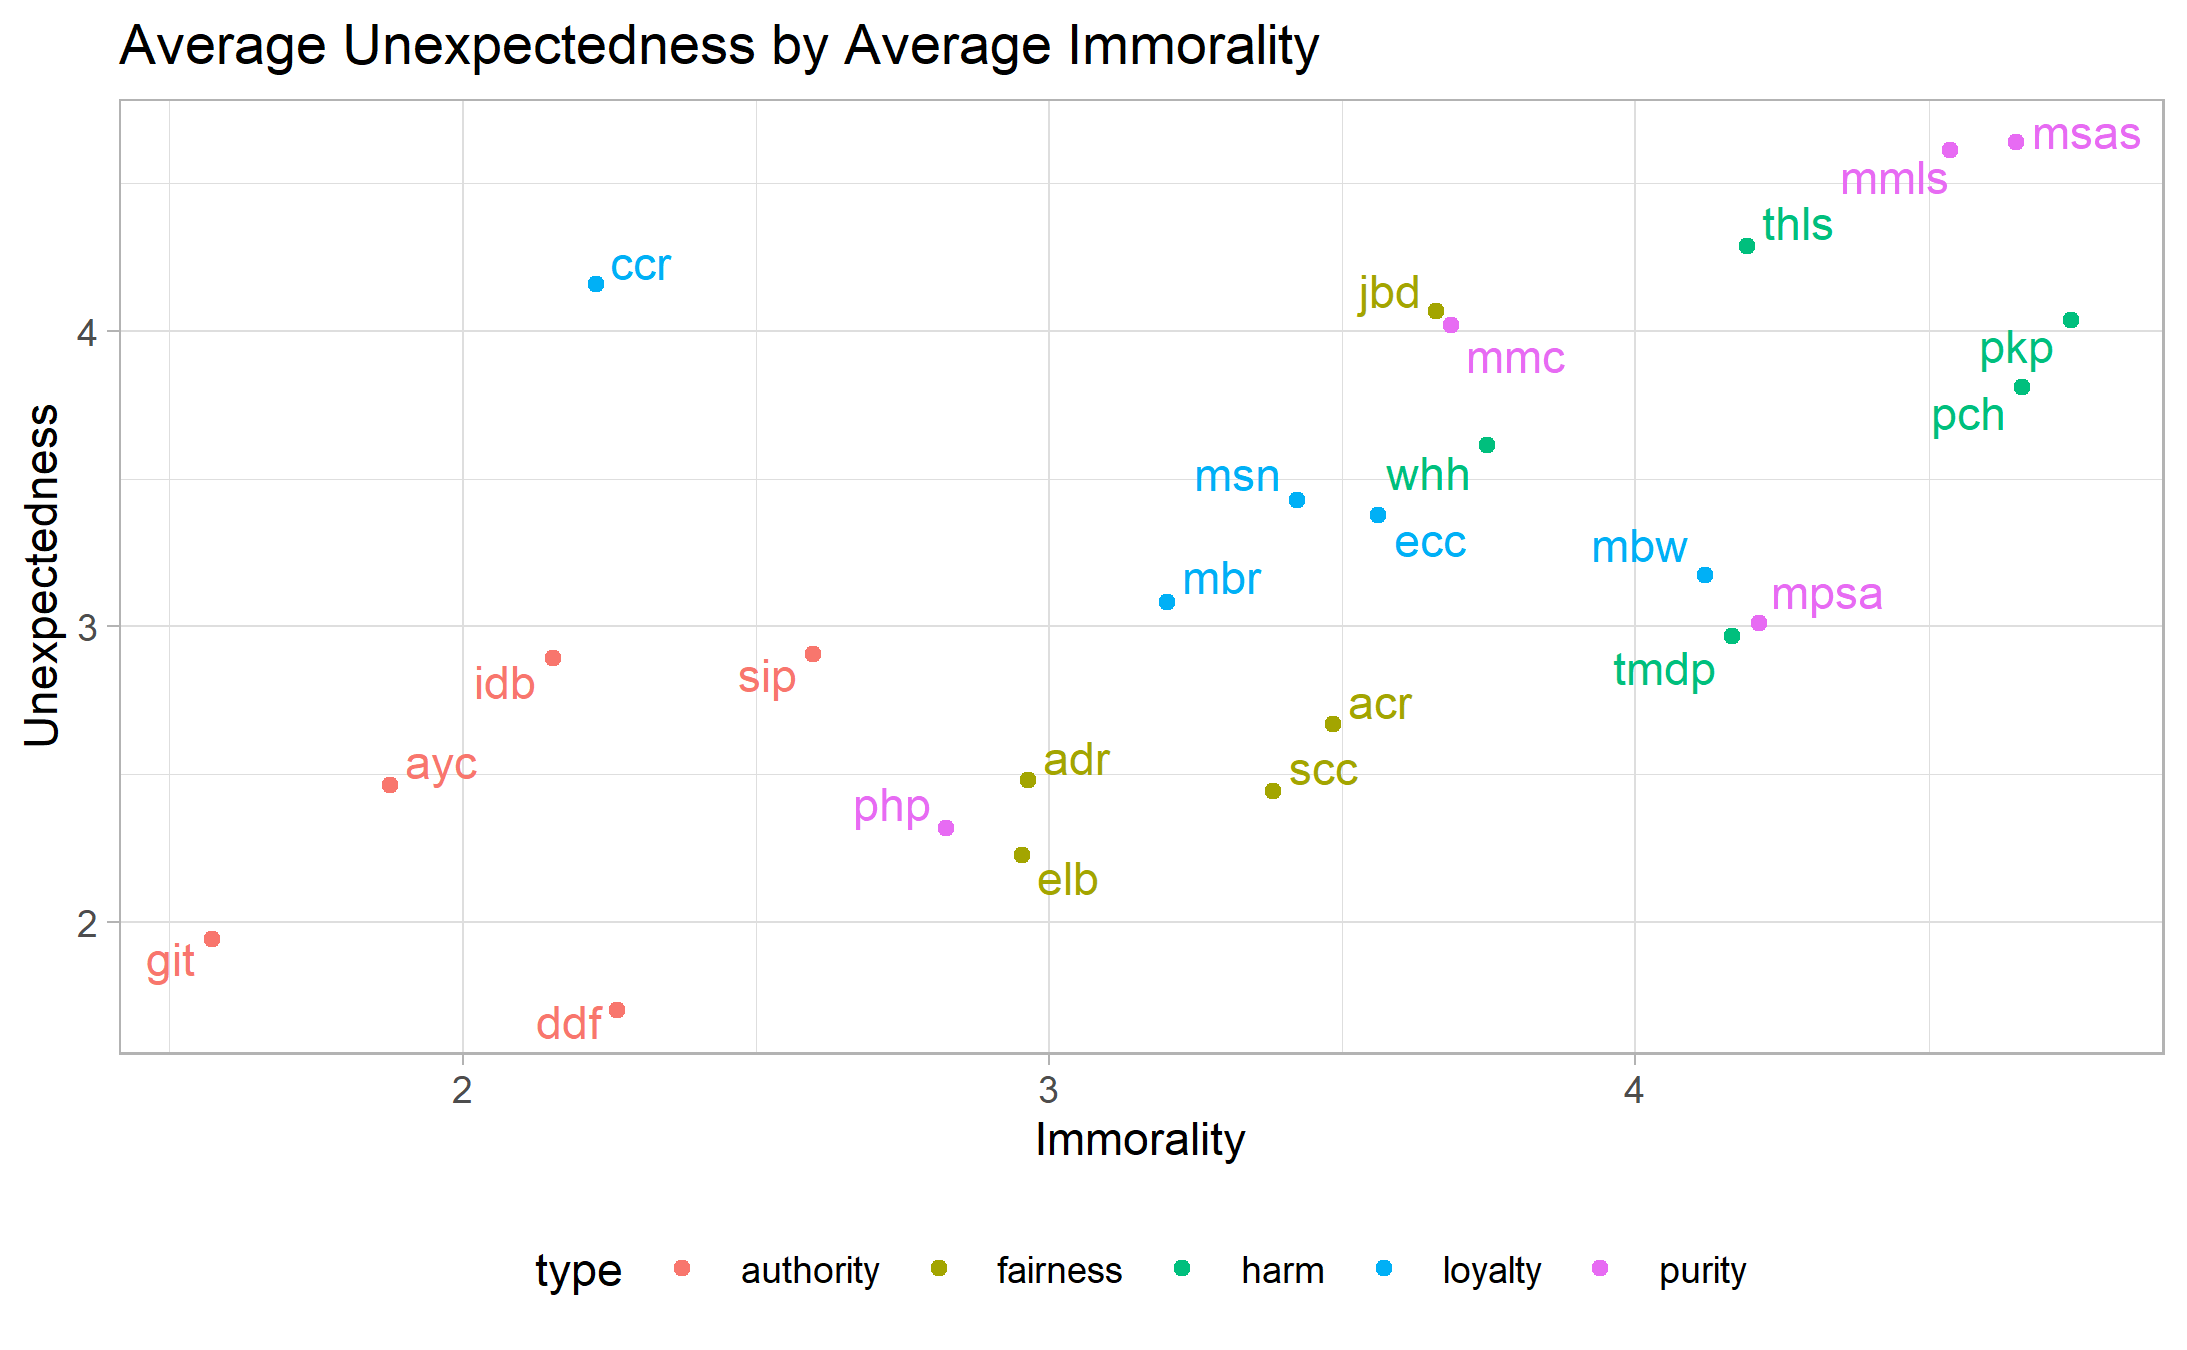 Average Unexpectedness by Average Immorality
msas
mmls
thls
ccr
jbd
4
mmc
pkp
pch
msn
whh
ecc
mbw
mbr
mpsa
Unexpectedness
3
idb
sip
tmdp
acr
ayc
adr
scc
php
elb
2
git
ddf
2 3 4
Immorality
type authority fairness harm loyalty purity